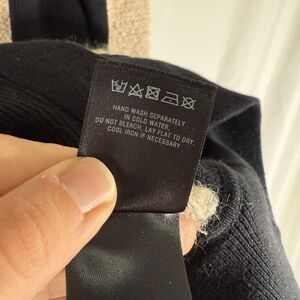 HAND WASH SEPARATELY
IN COLD WATER,
DO NOT BLEACH, LAY FLAT TO DRY,
COOL IRON IF NECESSARY